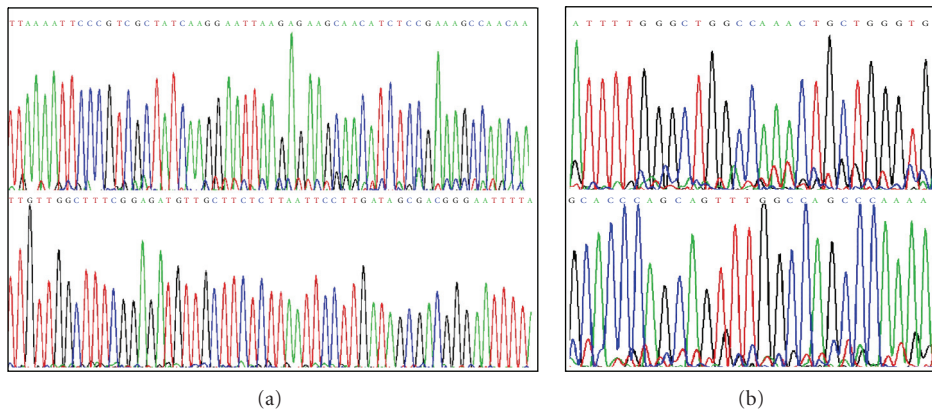 TTAAAATTCCCGTCGCTATCAAGGAATTAAGAGAAGCAACATCTCCGAAAGCCAACAA
TTGTTGGCTTTCGGAGATGTTGCTTCTCTTAATTCCTTGATAGCGACGGGAATTTTA
(a)
ATTTTGGGCTGGCCAAACTGCTGGGTG
GCACCCAGCAGTTTGGCCAGCCCAAAA
(b)